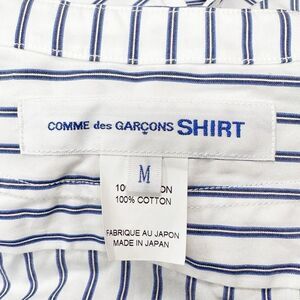 COMME des GARÇONS SHIRT
M
100% COTTON
FABRIQUE AU JAPON
MADE IN JAPAN